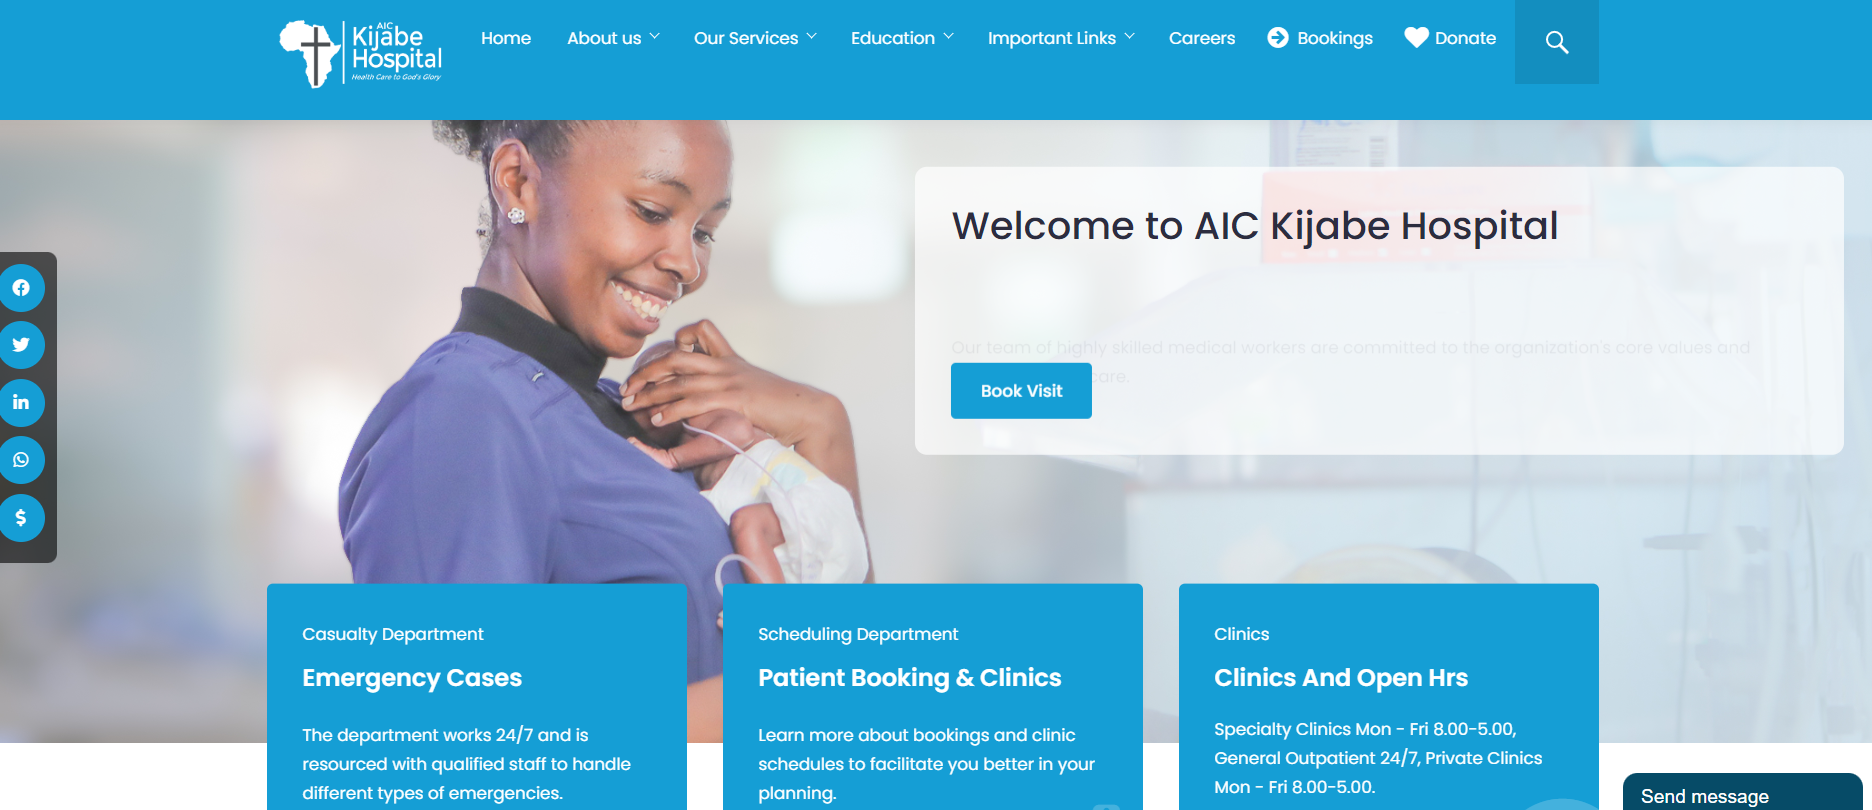 AIC
Kijabe
Hospital
Health Care to God's Glory
Home
About us
Our Services
Education
Important Links
Careers
Bookings
Donate
Welcome to AIC Kijabe Hospital
Our team of highly skilled medical workers are committed to the organization's core values and
care.
Book Visit
Casualty Department
Emergency Cases
The department works 24/7 and is
resourced with qualified staff to handle
different types of emergencies.
Scheduling Department
Patient Booking & Clinics
Learn more about bookings and clinic
schedules to facilitate you better in your
planning.
Clinics
Clinics And Open Hrs
Specialty Clinics Mon - Fri 8.00-5.00,
General Outpatient 24/7, Private Clinics
Mon - Fri 8.00-5.00.
Send message